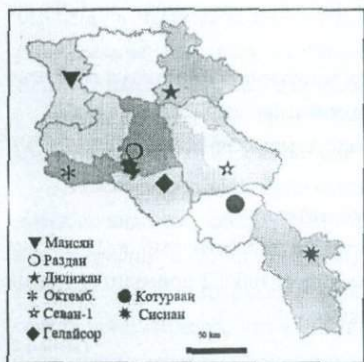 Маисян
Раздан
Дилижан
Октемб.
Севан-1
Гелайсор
Котурван
Сиснан
50 km